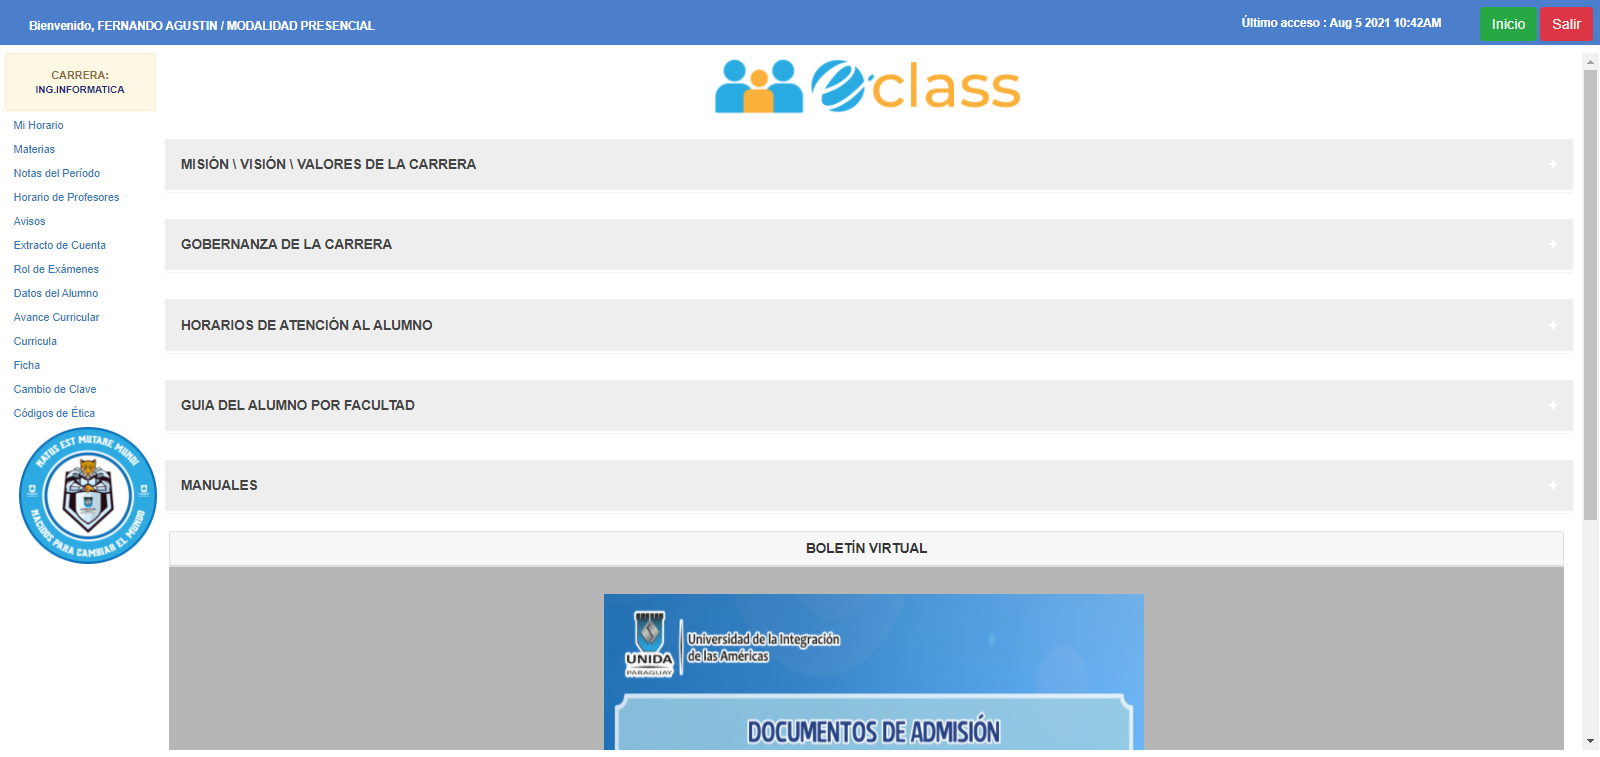 Bienvenido, FERNANDO AGUSTIN / MODALIDAD PRESENCIAL
Último acceso : Aug 5 2021 10:42AM
Inicio
Salir
CARRERA:
ING.INFORMATICA
Mi Horario
Materias
Notas del Período
Horario de Profesores
Avisos
Extracto de Cuenta
Rol de Exámenes
Datos del Alumno
Avance Curricular
Curricula
Ficha
Cambio de Clave
Códigos de Ética
NATUS EST MUTARE MUNDI
NACIDOS PARA CAMBIAR EL MUNDO
e-class
MISIÓN \ VISIÓN \ VALORES DE LA CARRERA
+
GOBERNANZA DE LA CARRERA
+
HORARIOS DE ATENCIÓN AL ALUMNO
+
GUIA DEL ALUMNO POR FACULTAD
+
MANUALES
+
BOLETÍN VIRTUAL
UNIDA
PARAGUAY
Universidad de la Integración
de las Américas
DOCUMENTOS DE ADMISIÓN